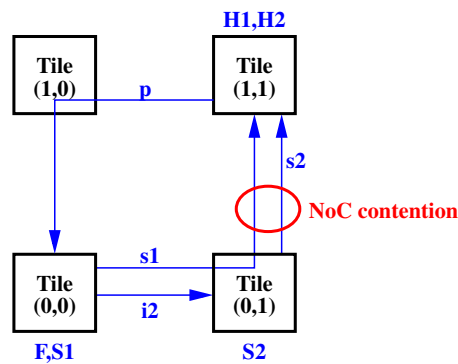 H1,H2
Tile
(1,0)
p
Tile
(1,1)
s2
NoC contention
Tile
(0,0)
s1
i2
Tile
(0,1)
F,S1
S2